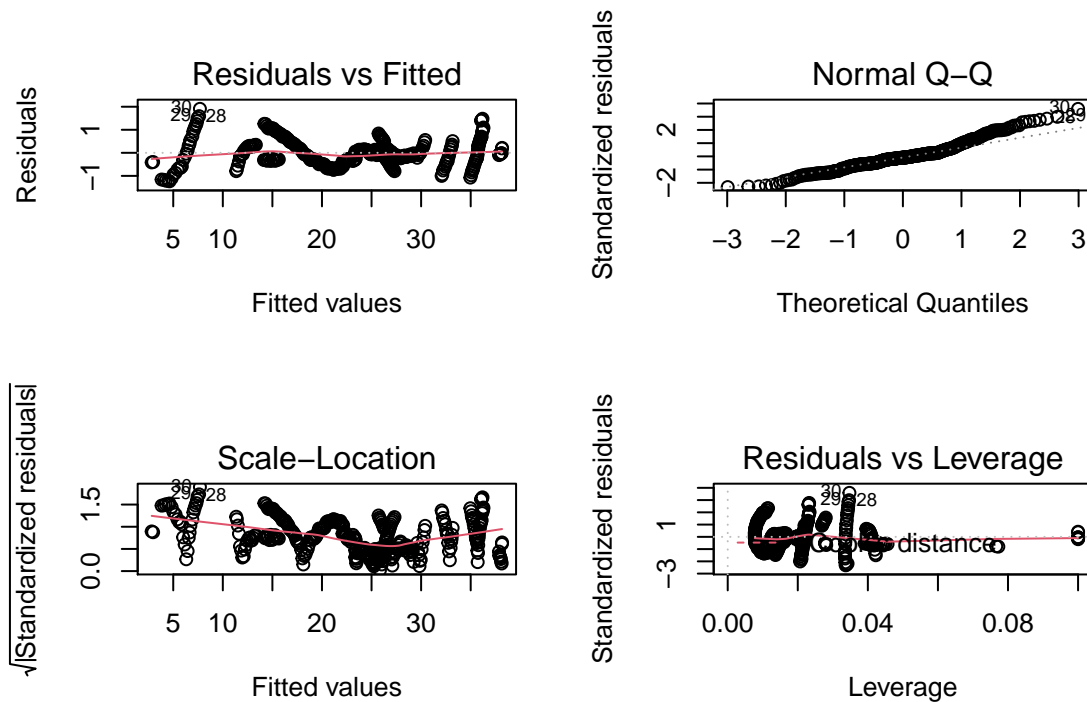 Residuals vs Fitted
Residuals
1
−1
30
29
28
5 10 20 30
Fitted values
Normal Q−Q
Standardized residuals
2
−2
30
−3 −2 −1 0 1 2 3
Theoretical Quantiles
Scale−Location
√|Standardized residuals|
1.5
0.0
30
29
28
5 10 20 30
Fitted values
Residuals vs Leverage
Standardized residuals
1
−3
30
29
28
distance
0.00 0.04 0.08
Leverage